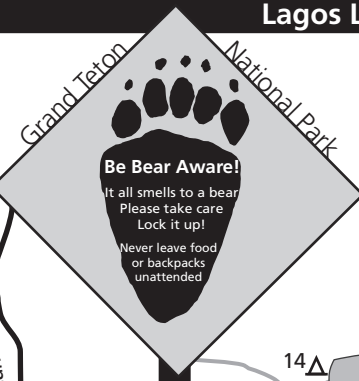 Lagos L
Grand Teton
National Park
Be Bear Aware!
It all smells to a bear
Please take care
Lock it up!
Never leave food
or backpacks
unattended
14